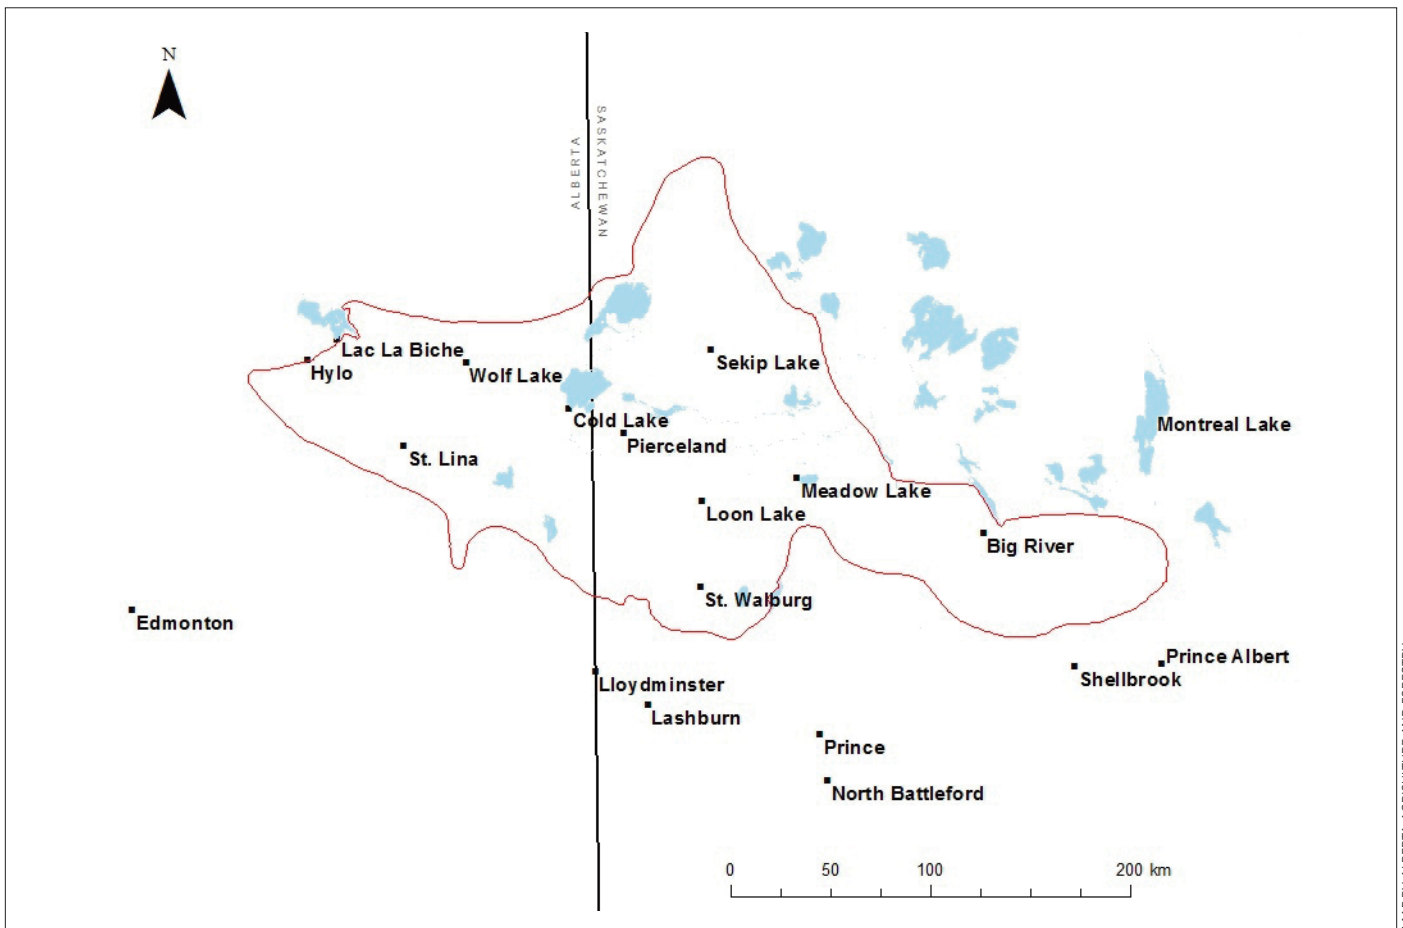 N
ALBERTA
SASKATCHEWAN
Lac La Biche
Hylo
Wolf Lake
Sekip Lake
Cold Lake
Pierceland
Montreal Lake
St. Lina
Meadow Lake
Loon Lake
Big River
St. Walburg
Edmonton
Prince Albert
Shellbrook
Lloydminster
Lashburn
Prince
North Battleford
0 50 100 200 km